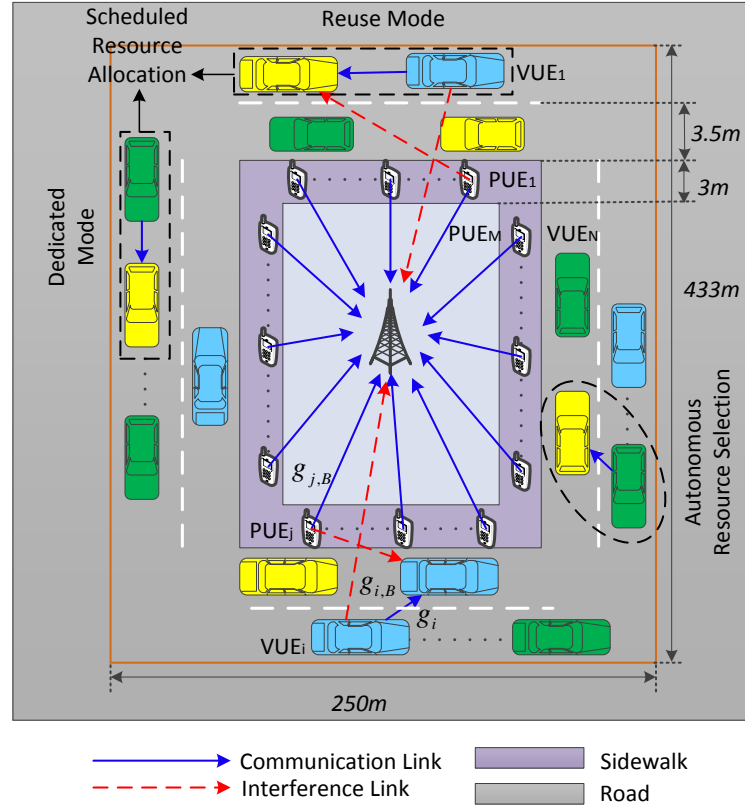 Scheduled
Resource
Allocation
Reuse Mode
VUE1
3.5m
3m
PUE1
PUEM
VUEN
Dedicated
Mode
433m
Autonomous
Resource Selection
gj,B
PUEj
gi,B
gi
VUEi
250m
Communication Link
Interference Link
Sidewalk
Road